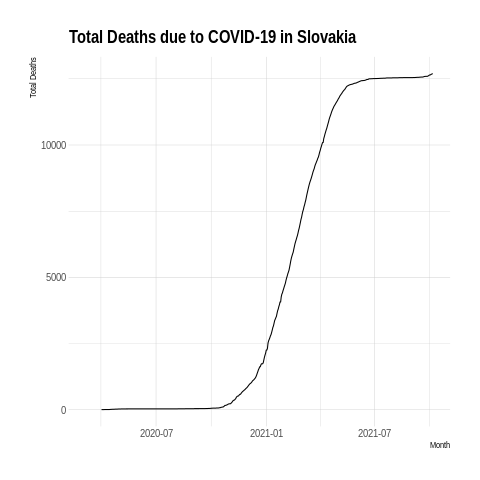 Total Deaths due to COVID-19 in Slovakia
Total Deaths
10000
5000
0
2020-07
2021-01
2021-07
Month